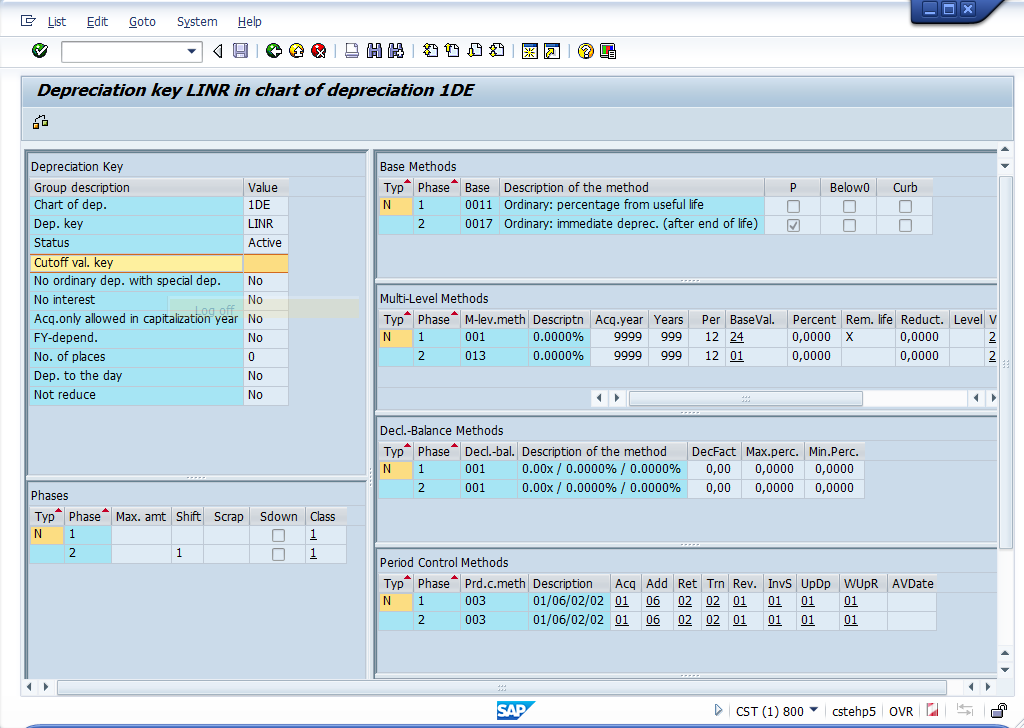 List Edit Goto System Help
Depreciation key LINR in chart of depreciation 1DE
Depreciation Key
Group description Value
Chart of dep. 1DE
Dep. key LINR
Status Active
Cutoff val. key
No ordinary dep. with special dep. No
No interest No
Log off
Acq.only allowed in capitalization year No
FY-depend. No
No. of places 0
Dep. to the day No
Not reduce No
Phases
Typ Phase Max. amt Shift Scrap Sdown Class
N 1 1
2 1 1
Base Methods
Typ Phase Base Description of the method P Below0 Curb
N 1 0011 Ordinary: percentage from useful life
2 0017 Ordinary: immediate deprec. (after end of life)
Multi-Level Methods
Typ Phase M-lev.meth Descriptn Acq.year Years Per BaseVal. Percent Rem. life Reduct. Level V
N 1 001 0.0000% 9999 999 12 24 0,0000 X 0,0000 2
2 013 0.0000% 9999 999 12 01 0,0000 0,0000 2
Decl.-Balance Methods
Typ Phase Decl.-bal. Description of the method DecFact Max.perc. Min.Perc.
N 1 001 0.00x / 0.0000% / 0.0000% 0,00 0,0000 0,0000
2 001 0.00x / 0.0000% / 0.0000% 0,00 0,0000 0,0000
Period Control Methods
Typ Phase Prd.c.meth Description Acq Add Ret Trn Rev. InvS UpDp WUpR AVDate
N 1 003 01/06/02/02 01 06 02 02 01 01 01 01
2 003 01/06/02/02 01 06 02 02 01 01 01 01
SAP CST (1) 800 cstehp5 OVR